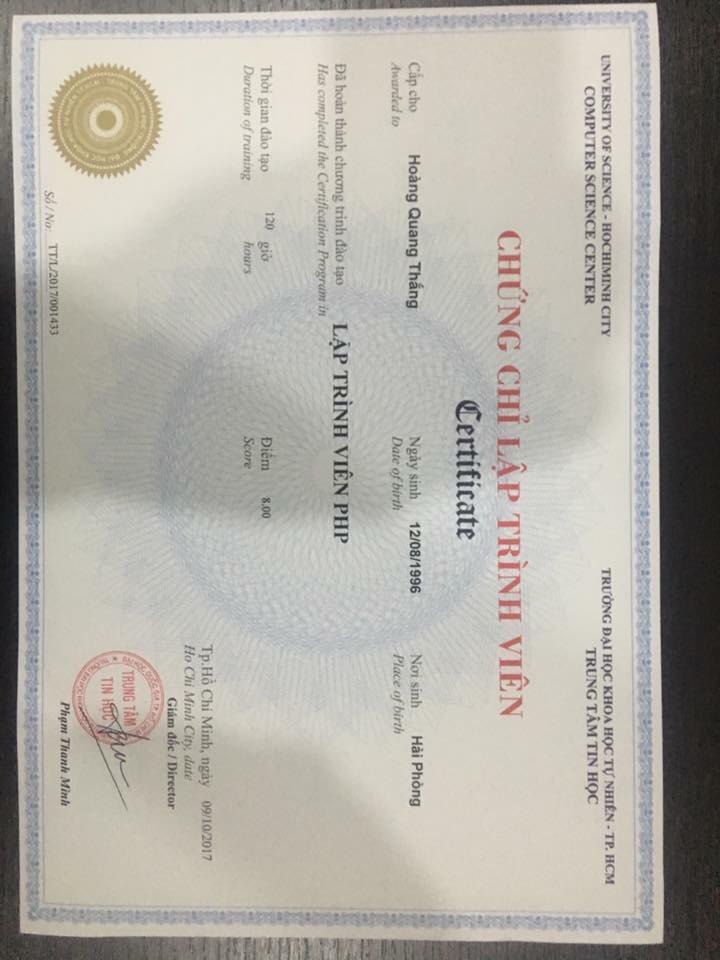 UNIVERSITY OF SCIENCE - HOCHIMINH CITY
COMPUTER SCIENCE CENTER
TRƯỜNG ĐẠI HỌC KHOA HỌC TỰ NHIÊN - TP. HCM
TRUNG TÂM TIN HỌC
CHỨNG CHỈ LẬP TRÌNH VIÊN
Certificate
Cấp cho Hoàng Quang Thắng Ngày sinh 12/08/1996 Nơi sinh Hải Phòng
Awarded to Date of birth Place of birth
Đã hoàn thành chương trình đào tạo LẬP TRÌNH VIÊN PHP
Has completed the Certification Program in
Thời gian đào tạo 120 giờ Điểm 8.00
Duration of training hours Score
Tp.Hồ Chí Minh, ngày 09/10/2017
Ho Chi Minh City, date
Giám đốc / Director
TRUNG TÂM
TIN HỌC
Phạm Thanh Minh
Số / No: TT/L/2017/001433